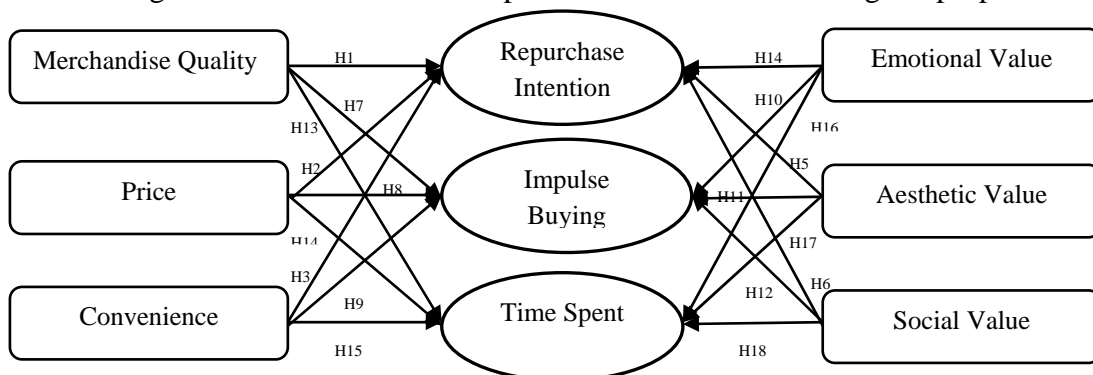 Merchandise Quality
H1
Repurchase
Intention
H14
Emotional Value
H7
H10
H13
H16
Price
H2
H8
Impulse
Buying
H11
H5
Aesthetic Value
H14
H17
Convenience
H3
H9
Time Spent
H12
H6
Social Value
H15
H18